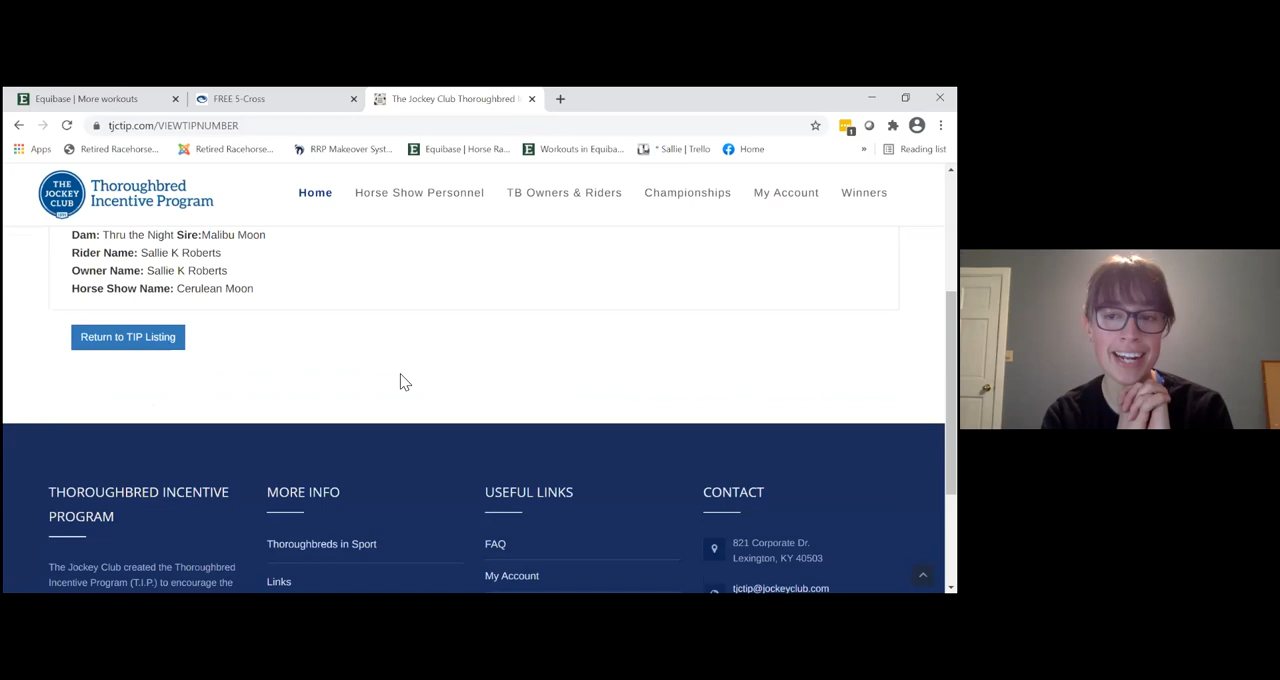 Equibase | More workouts
FREE 5-Cross
The Jockey Club Thoroughbred I
tjctip.com/VIEWTIPNUMBER
1
Apps
Retired Racehorse...
Retired Racehorse...
RRP Makeover Syst...
Equibase | Horse Ra...
Workouts in Equiba...
* Sallie | Trello
Home
»
Reading list
THE JOCKEY CLUB
Thoroughbred
Incentive Program
Home
Horse Show Personnel
TB Owners & Riders
Championships
My Account
Winners
Dam: Thru the Night Sire:Malibu Moon
Rider Name: Sallie K Roberts
Owner Name: Sallie K Roberts
Horse Show Name: Cerulean Moon
Return to TIP Listing
THOROUGHBRED INCENTIVE
PROGRAM
The Jockey Club created the Thoroughbred
Incentive Program (T.I.P.) to encourage the
MORE INFO
Thoroughbreds in Sport
Links
USEFUL LINKS
FAQ
My Account
CONTACT
821 Corporate Dr.
Lexington, KY 40503
tjctip@jockeyclub.com